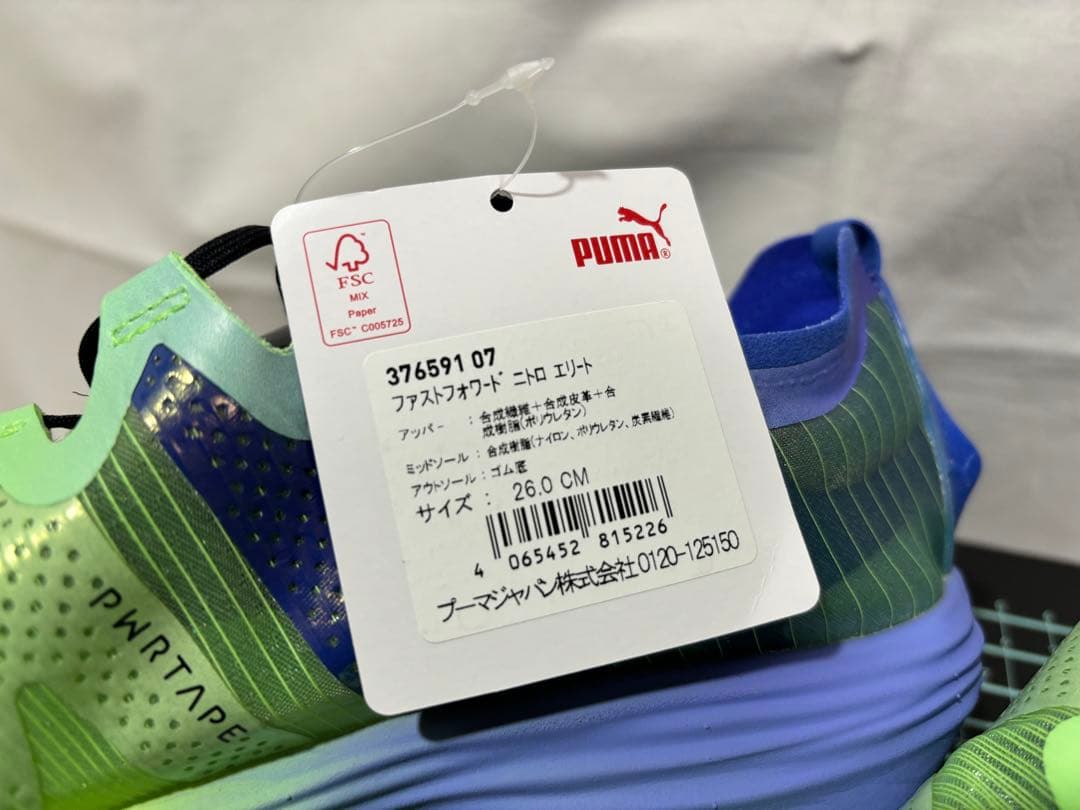 FSC
MIX
Paper
FSC™ C005725
PUMA®
376591 07
ファストフォワード ニトロ エリート
アッパー : 合成繊維+合成皮革+合
成樹脂(ポリウレタン)
ミッドソール : 合成樹脂(ナイロン、ポリウレタン、炭素繊維)
アウトソール : ゴム底
サイズ : 26.0 CM
4 065452 815226
プーマジャパン株式会社 0120-125150
PWRTAPE